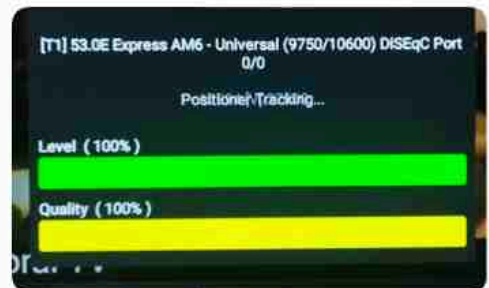 [T1] 53.0E Express AM6 - Universal (9750/10600) DiSEqC Port
0/0
Positioner Tracking...
Level ( 100% )
Quality ( 100% )